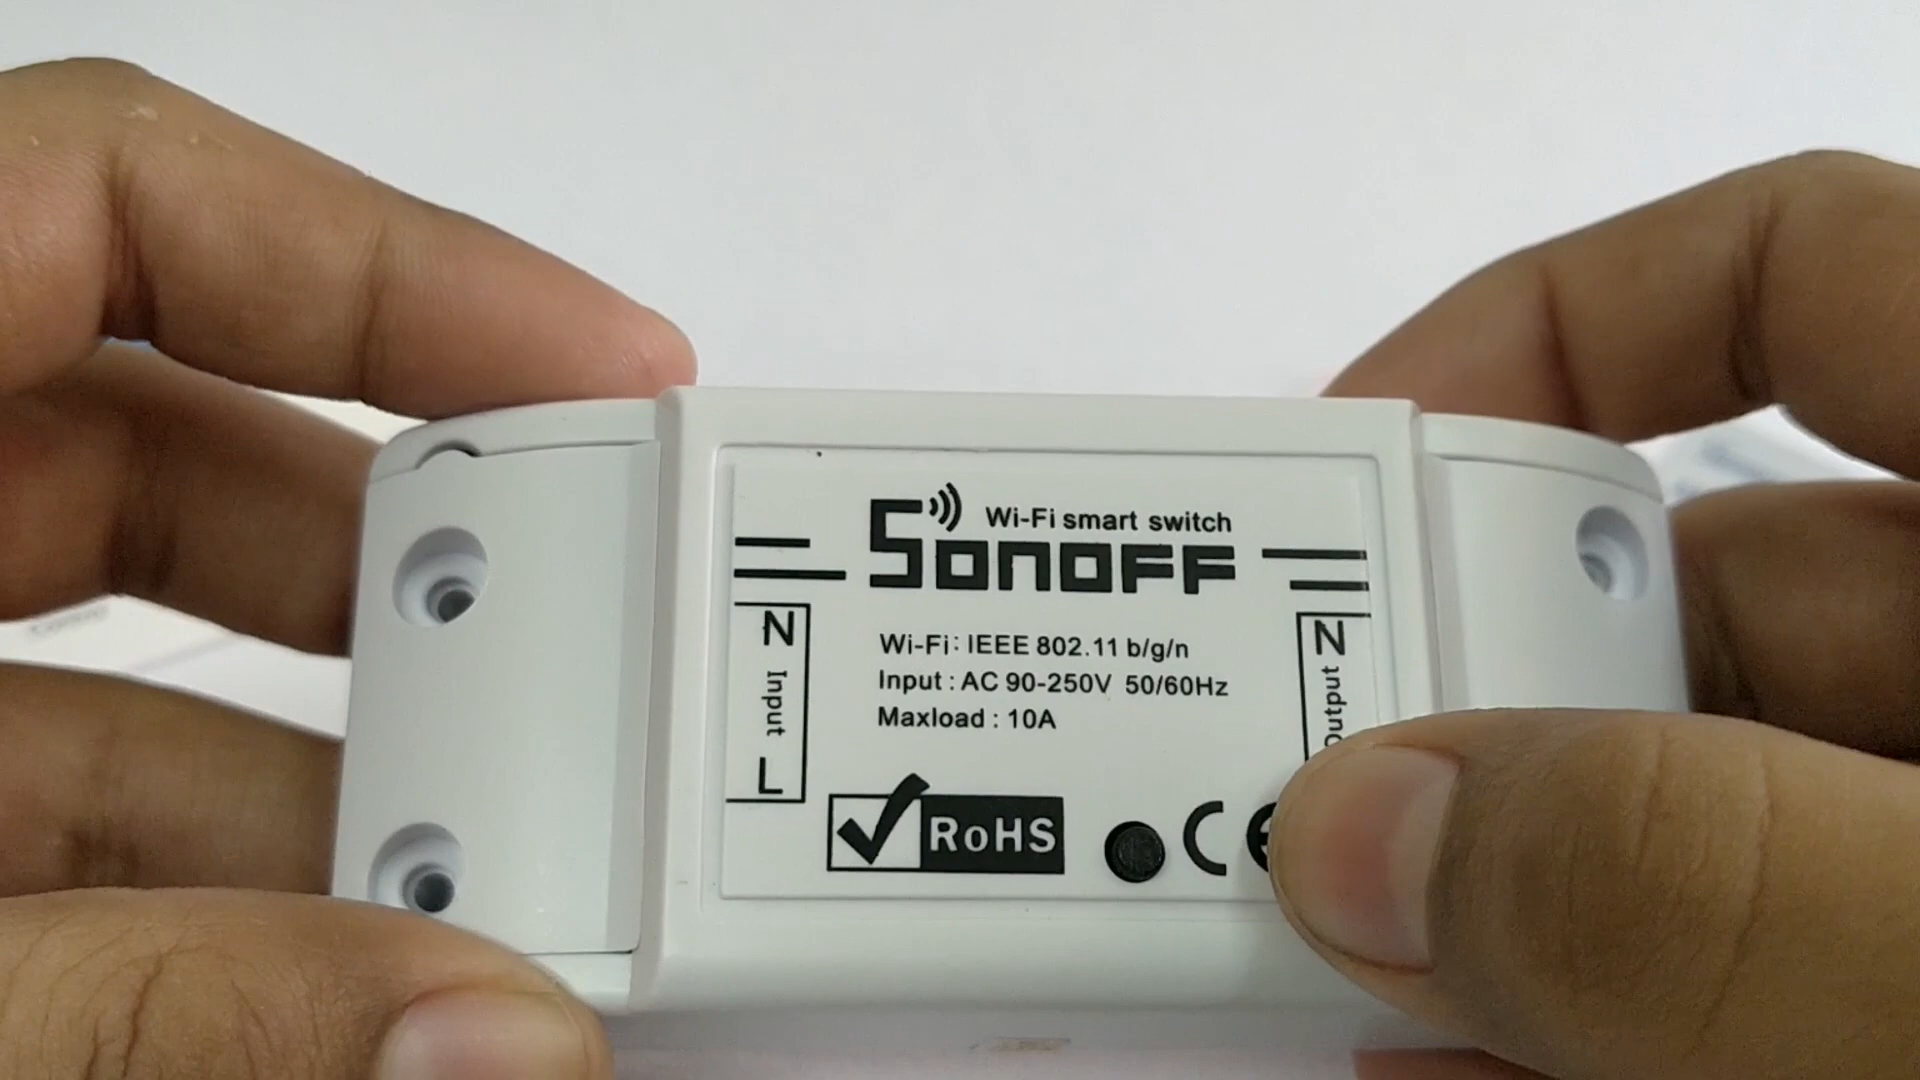 Wi-Fi smart switch
SONOFF
N
Input
L
Wi-Fi: IEEE 802.11 b/g/n
Input : AC 90-250V 50/60Hz
Maxload : 10A
N
Output
RoHS
CE